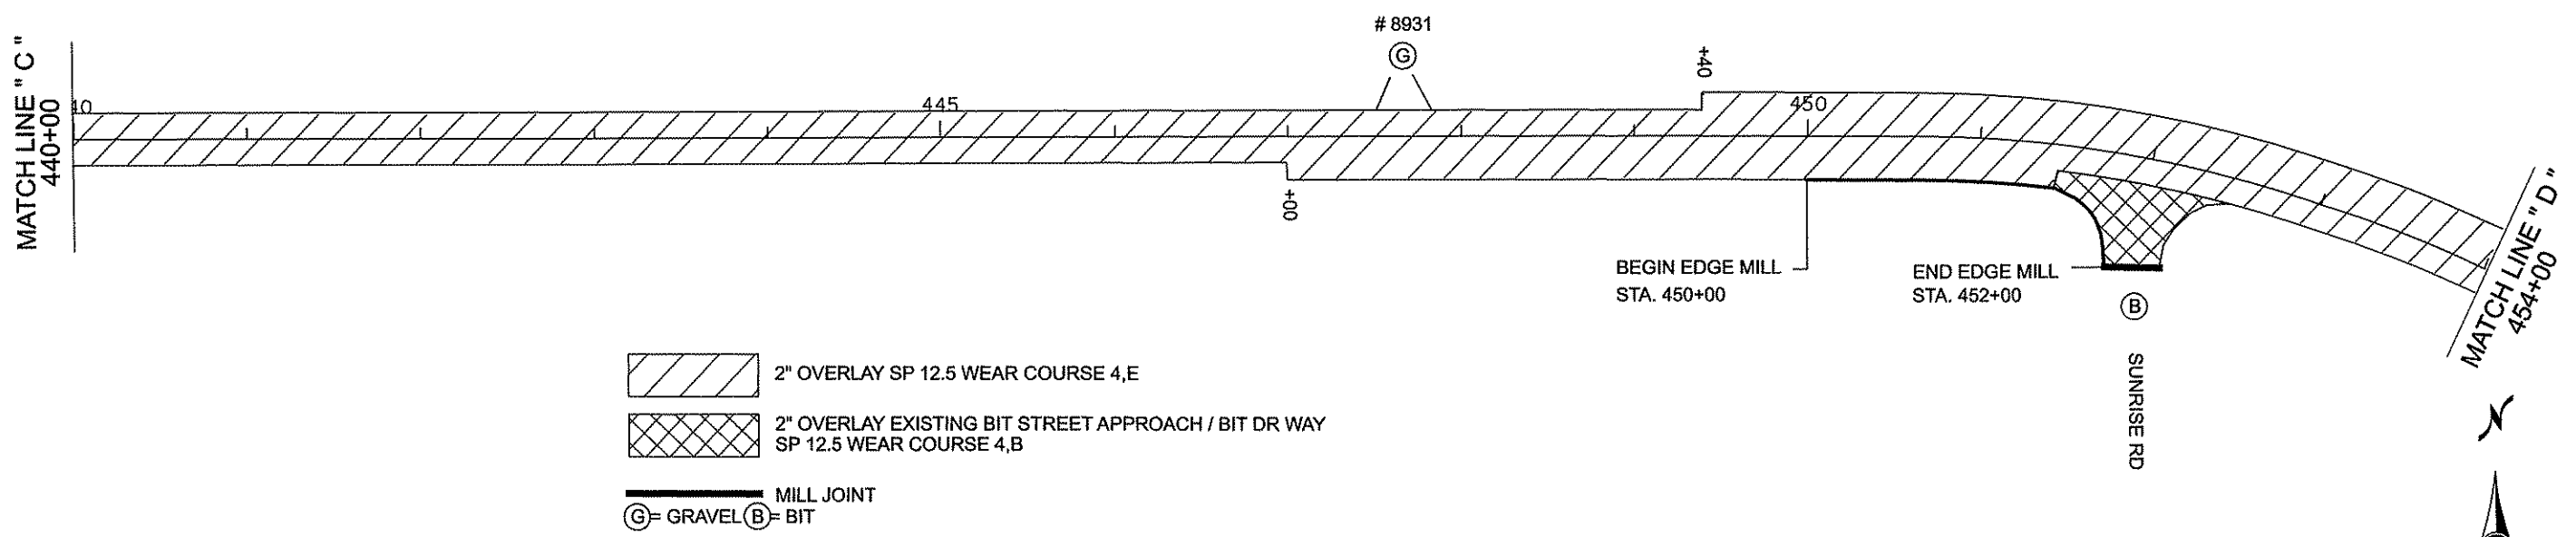 MATCH LINE " C "
440+00
10
445
# 8931
G
+40
450
+00
BEGIN EDGE MILL
STA. 450+00
END EDGE MILL
STA. 452+00
B
SUNRISE RD
MATCH LINE " D "
454+00
2" OVERLAY SP 12.5 WEAR COURSE 4,E
2" OVERLAY EXISTING BIT STREET APPROACH / BIT DR WAY
SP 12.5 WEAR COURSE 4,B
MILL JOINT
G = GRAVEL B = BIT
N